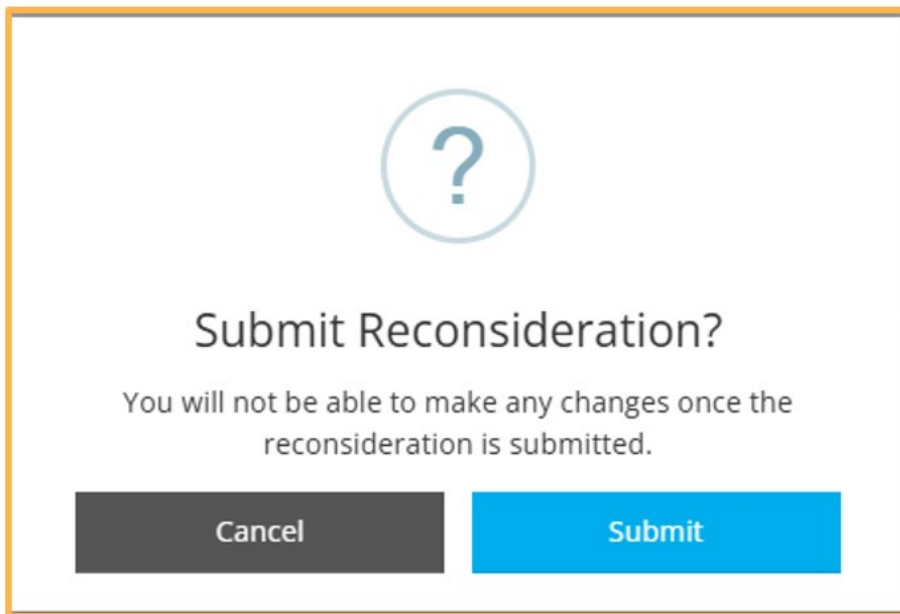 ?
Submit Reconsideration?
You will not be able to make any changes once the
reconsideration is submitted.
Cancel
Submit